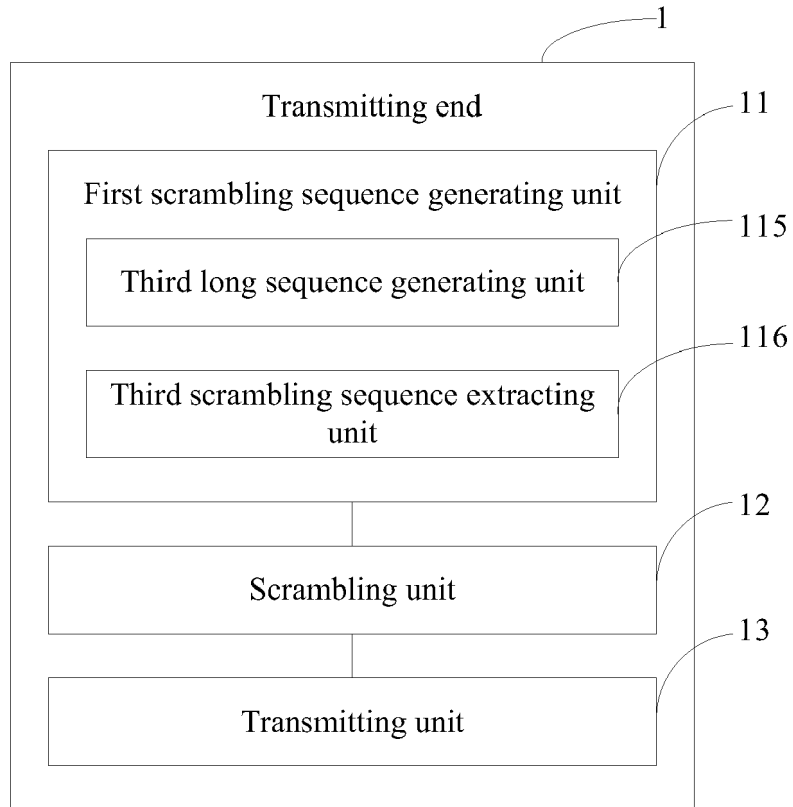 1
Transmitting end
11
First scrambling sequence generating unit
115
Third long sequence generating unit
116
Third scrambling sequence extracting
unit
12
Scrambling unit
13
Transmitting unit